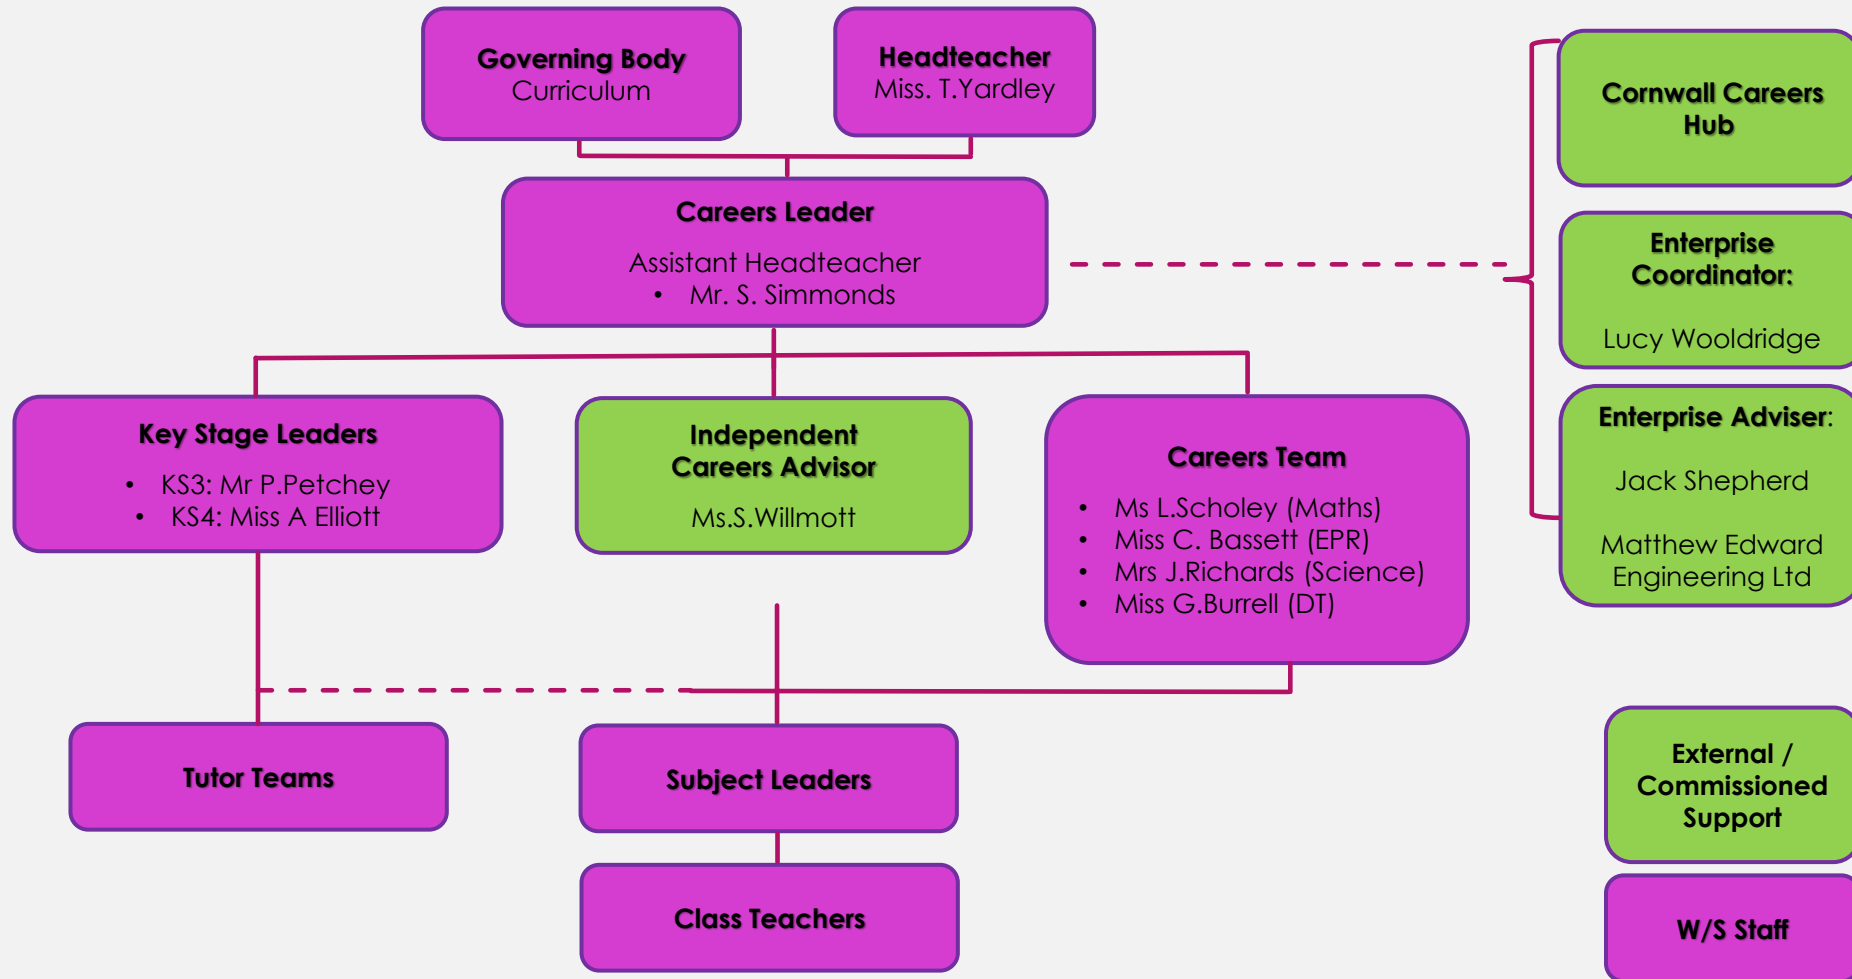 Governing Body
Curriculum
Headteacher
Miss. T.Yardley
Careers Leader
Assistant Headteacher
• Mr. S. Simmonds
Cornwall Careers
Hub
Enterprise
Coordinator:
Lucy Wooldridge
Enterprise Adviser:
Jack Shepherd
Matthew Edward
Engineering Ltd
Key Stage Leaders
• KS3: Mr P.Petchey
• KS4: Miss A Elliott
Independent
Careers Advisor
Ms.S.Willmott
Careers Team
• Ms L.Scholey (Maths)
• Miss C. Bassett (EPR)
• Mrs J.Richards (Science)
• Miss G.Burrell (DT)
Tutor Teams
Subject Leaders
Class Teachers
External /
Commissioned
Support
W/S Staff